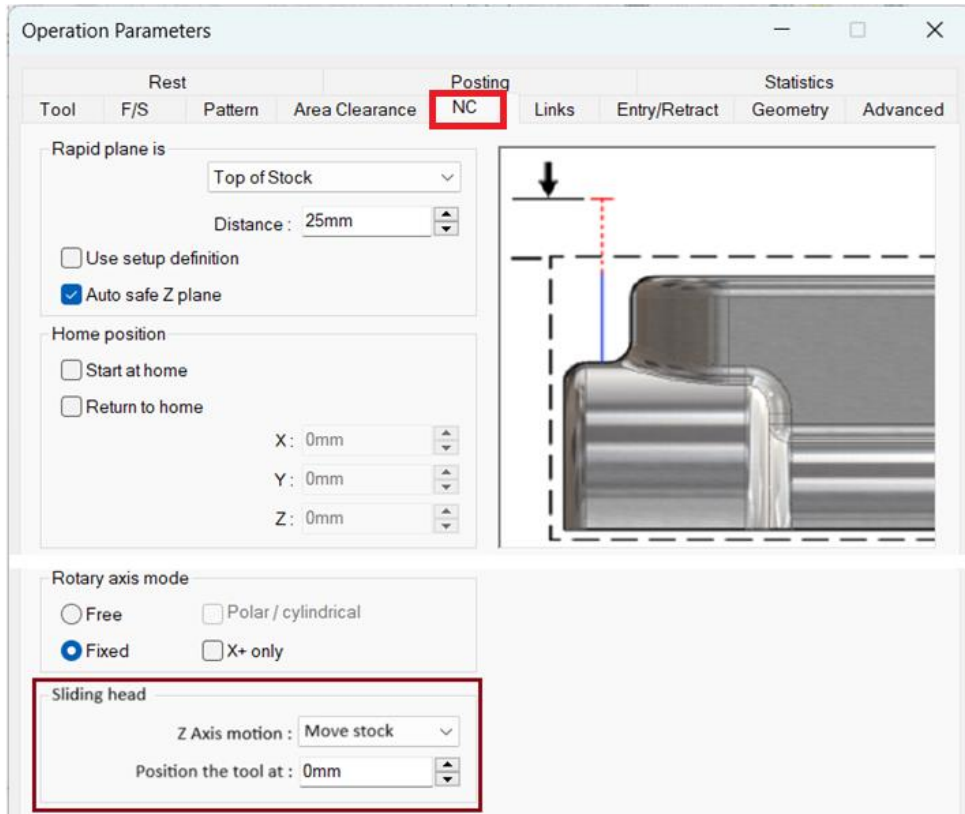 Operation Parameters
Rest Posting Statistics
Tool F/S Pattern Area Clearance NC Links Entry/Retract Geometry Advanced
Rapid plane is
Top of Stock
Distance : 25mm
Use setup definition
Auto safe Z plane
Home position
Start at home
Return to home
X : 0mm
Y : 0mm
Z : 0mm
Rotary axis mode
Free Polar / cylindrical
Fixed X+ only
Sliding head
Z Axis motion : Move stock
Position the tool at : 0mm